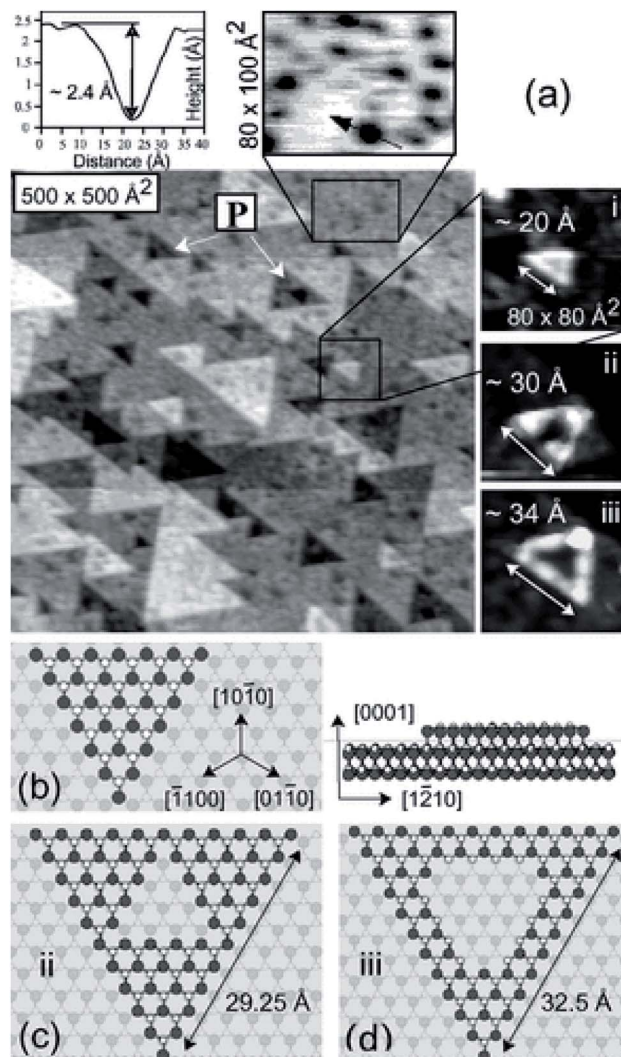 2.5
2
1.5
1
0.5
0
~ 2.4 Å
Height (Å)
0 5 10 15 20 25 30 35 40
Distance (Å)
80 x 100 Å²
(a)
500 x 500 Å²
P
i
~ 20 Å
80 x 80 Å²
ii
~ 30 Å
~ 34 Å
iii
[101̄0]
[1̄100]
[011̄0]
(b)
[0001]
[12̄10]
ii
29.25 Å
(c)
iii
32.5 Å
(d)